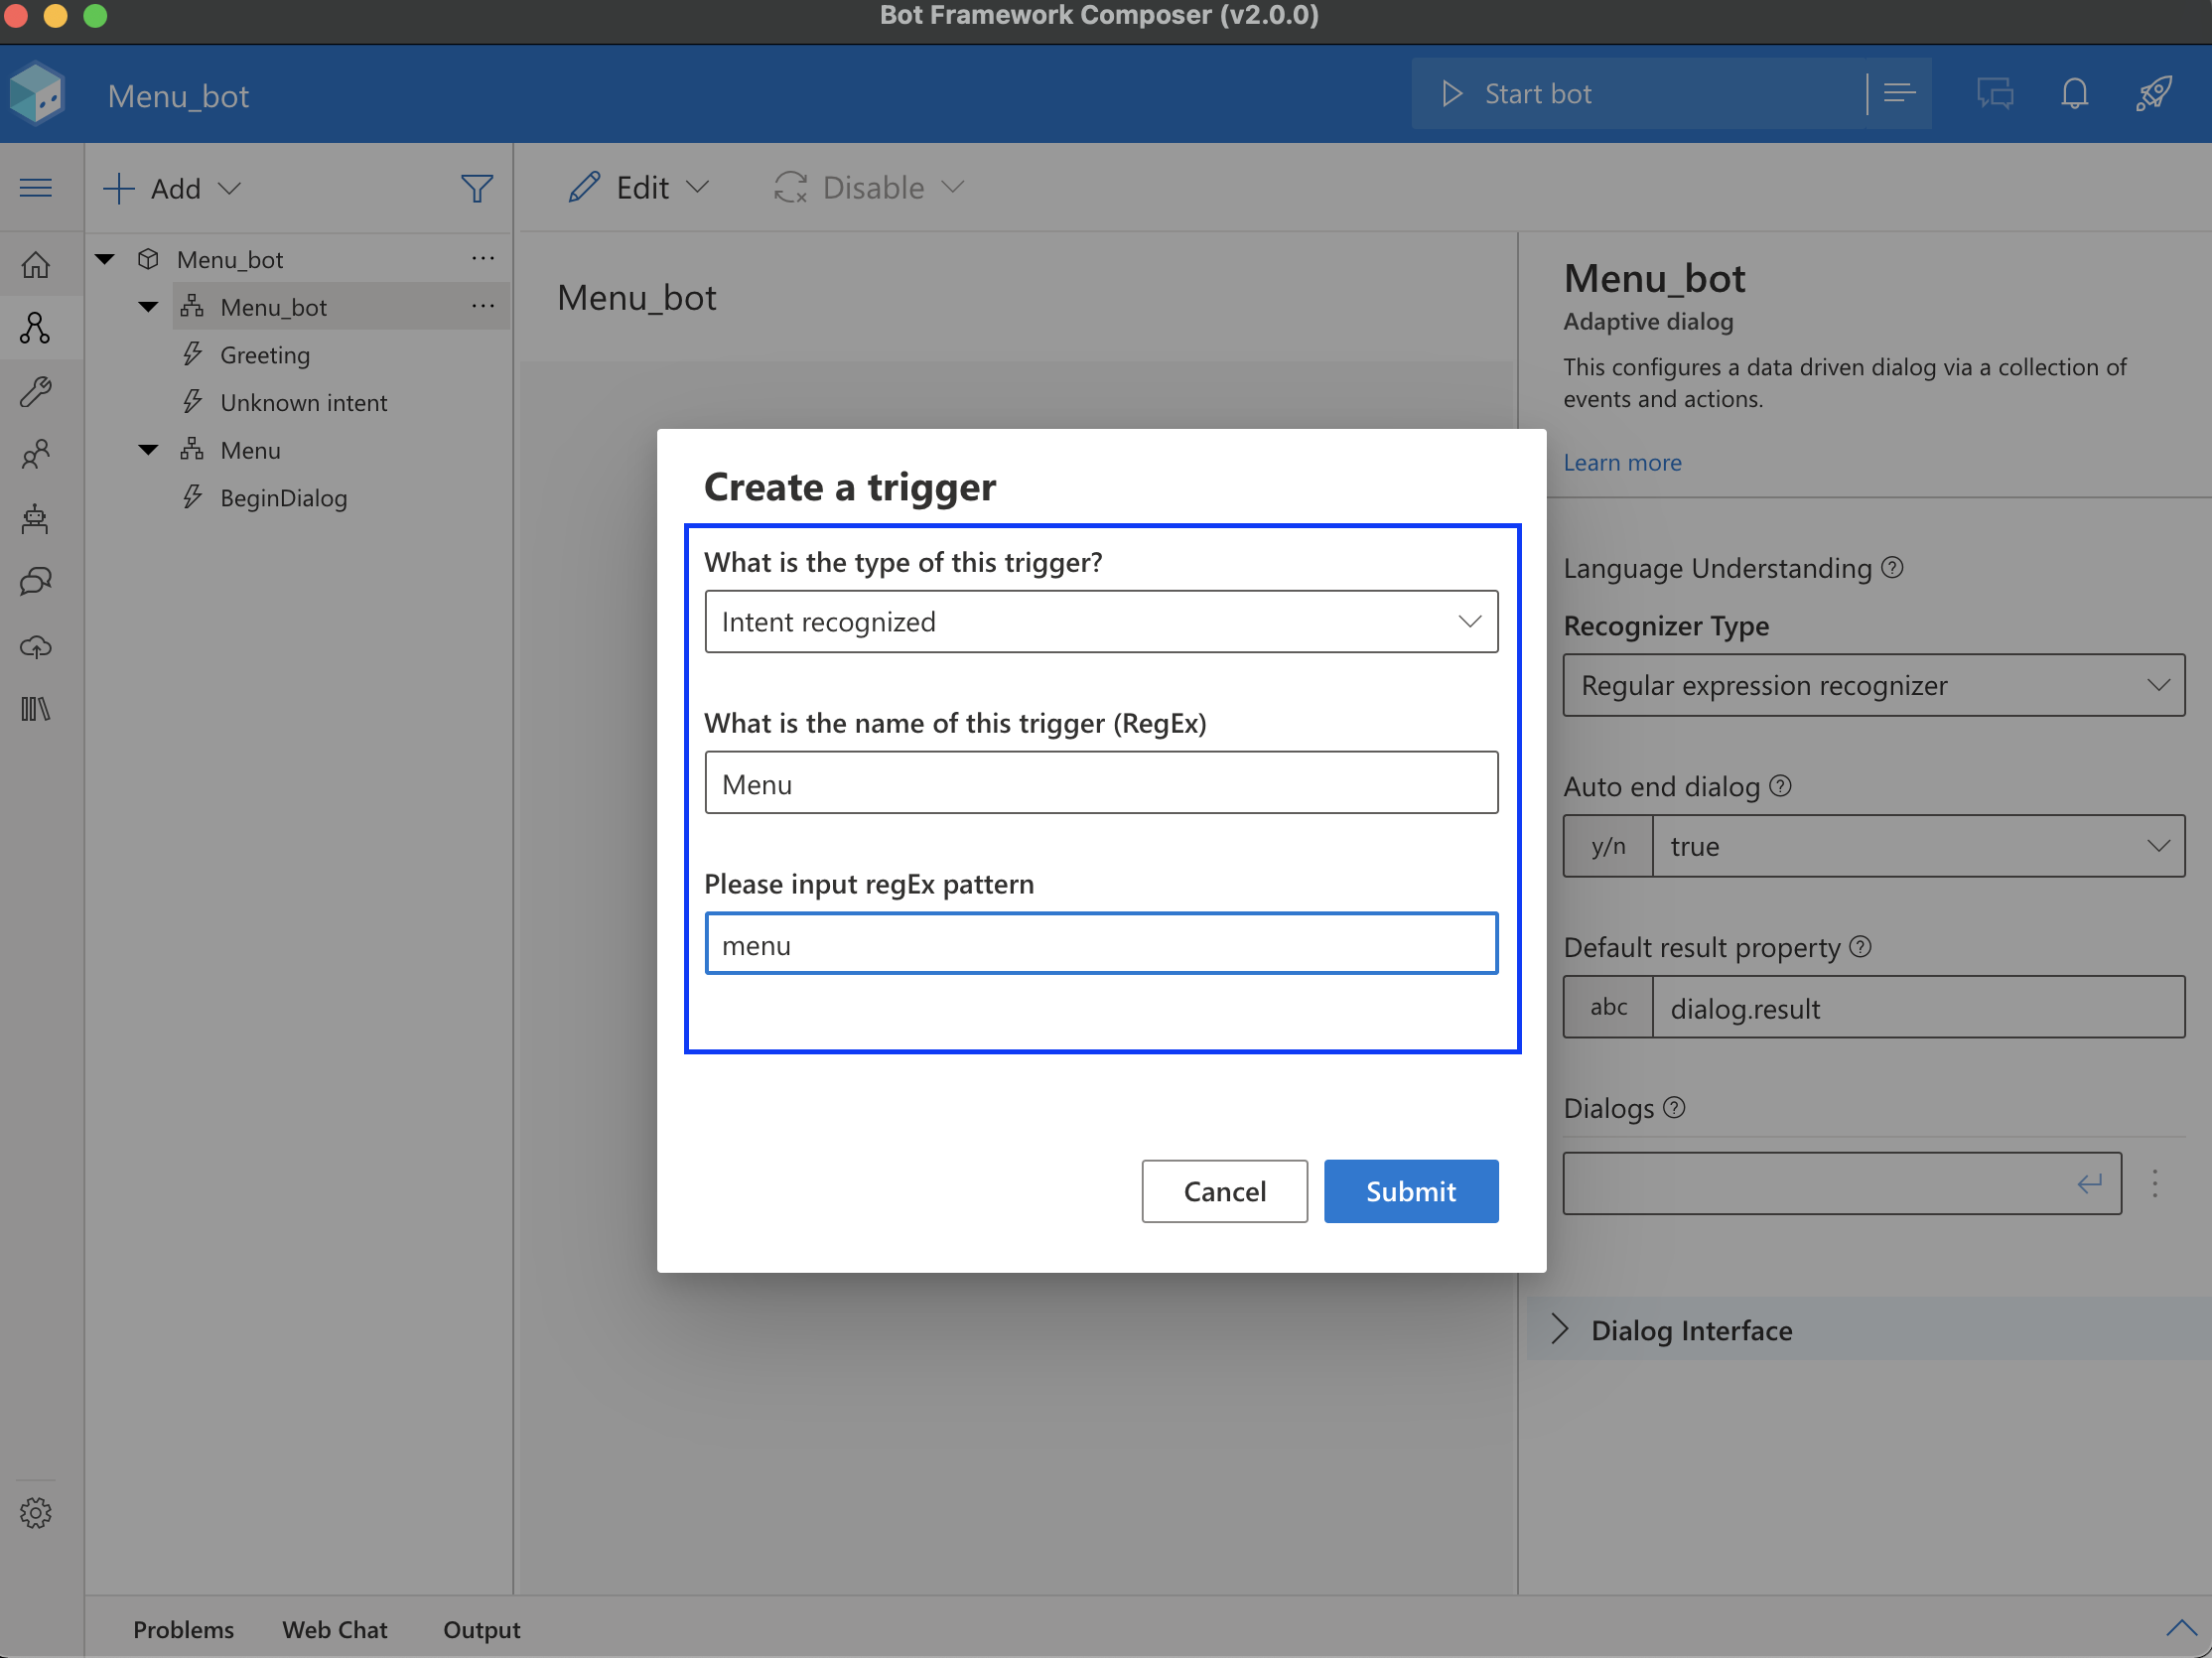 Bot Framework Composer (v2.0.0)
Menu_bot
Start bot
Add
Edit
Disable
Menu_bot
Menu_bot
Greeting
Unknown intent
Menu
BeginDialog
Menu_bot
Menu_bot
Adaptive dialog
This configures a data driven dialog via a collection of
events and actions.
Learn more
Language Understanding
Recognizer Type
Regular expression recognizer
Auto end dialog
y/n
true
Default result property
abc
dialog.result
Dialogs
Dialog Interface
Create a trigger
What is the type of this trigger?
Intent recognized
What is the name of this trigger (RegEx)
Menu
Please input regEx pattern
menu
Cancel
Submit
Problems
Web Chat
Output